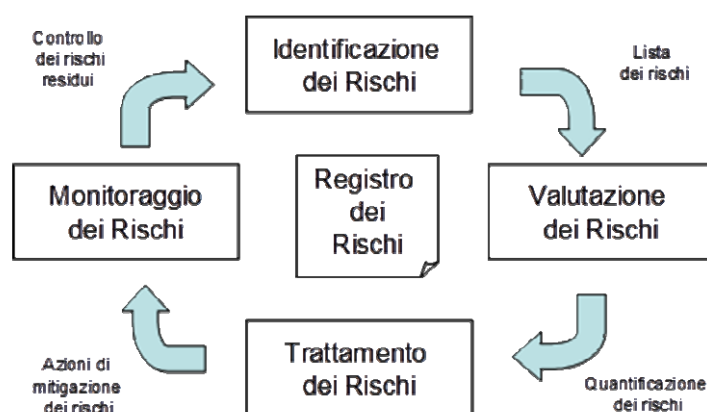 Controllo
dei rischi
residui
Identificazione
dei Rischi
Lista
dei rischi
Monitoraggio
dei Rischi
Registro
dei
Rischi
Valutazione
dei Rischi
Azioni di
mitigazione
dei rischi
Trattamento
dei Rischi
Quantificazione
dei rischi